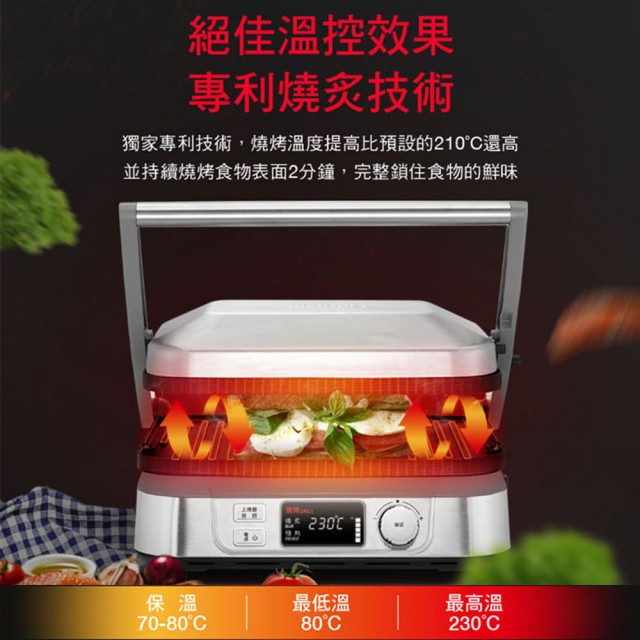 絕佳溫控效果
專利燒炙技術
獨家專利技術，燒烤溫度提高比預設的210°C還高
並持續燒烤食物表面2分鐘，完整鎖住食物的鮮味
230°C
確認
保 溫
70-80°C
最低溫
80°C
最高溫
230°C